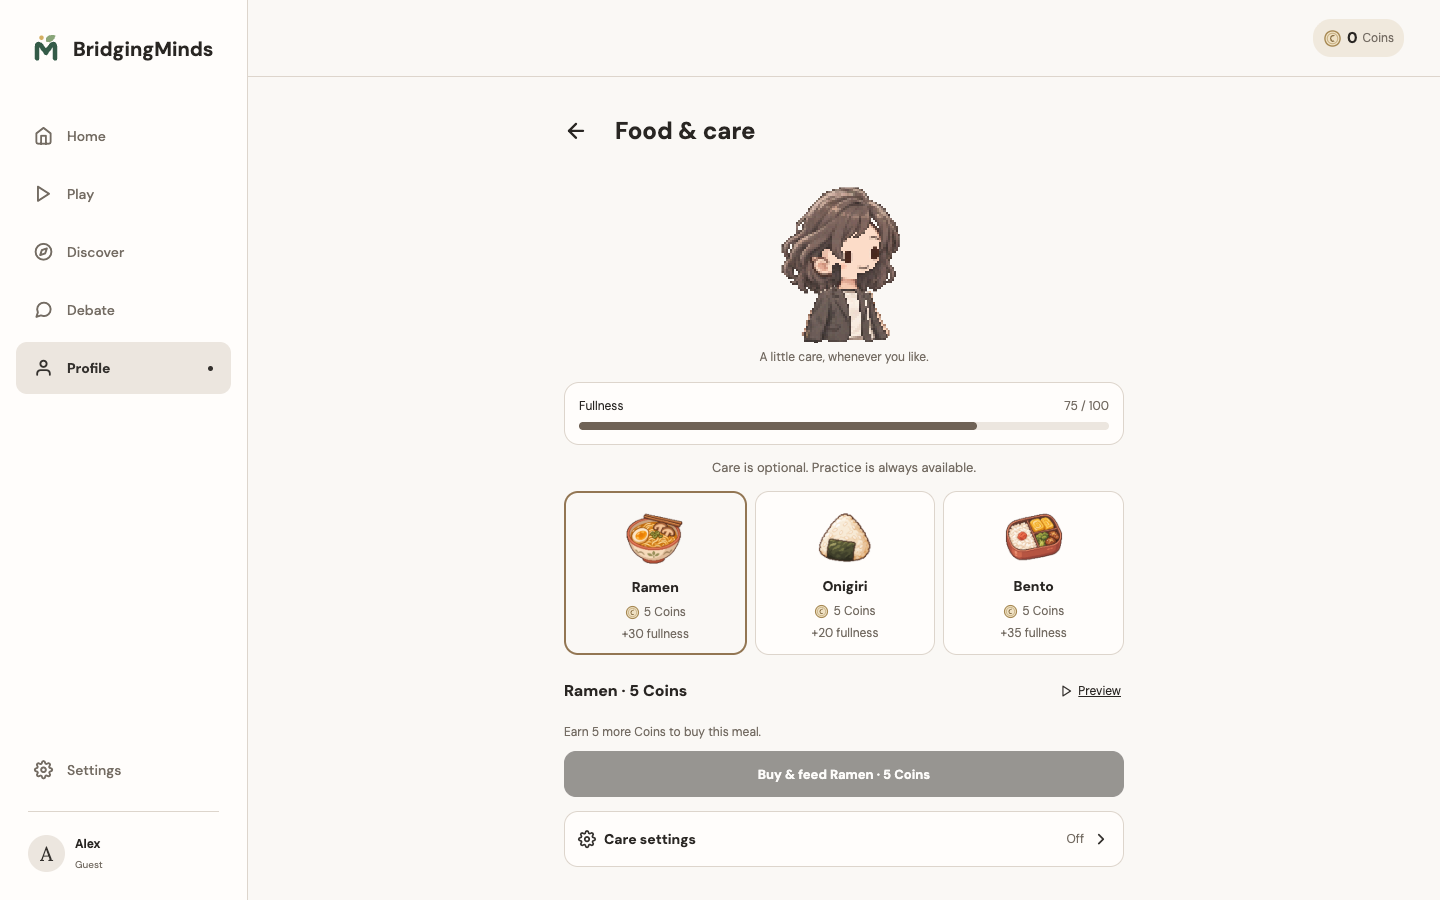 BridgingMinds
0 Coins
Home
Play
Discover
Debate
Profile
Settings
A
Alex
Guest
Food & care
A little care, whenever you like.
Fullness
75 / 100
Care is optional. Practice is always available.
Ramen
5 Coins
+30 fullness
Onigiri
5 Coins
+20 fullness
Bento
5 Coins
+35 fullness
Ramen · 5 Coins
Preview
Earn 5 more Coins to buy this meal.
Buy & feed Ramen · 5 Coins
Care settings
Off